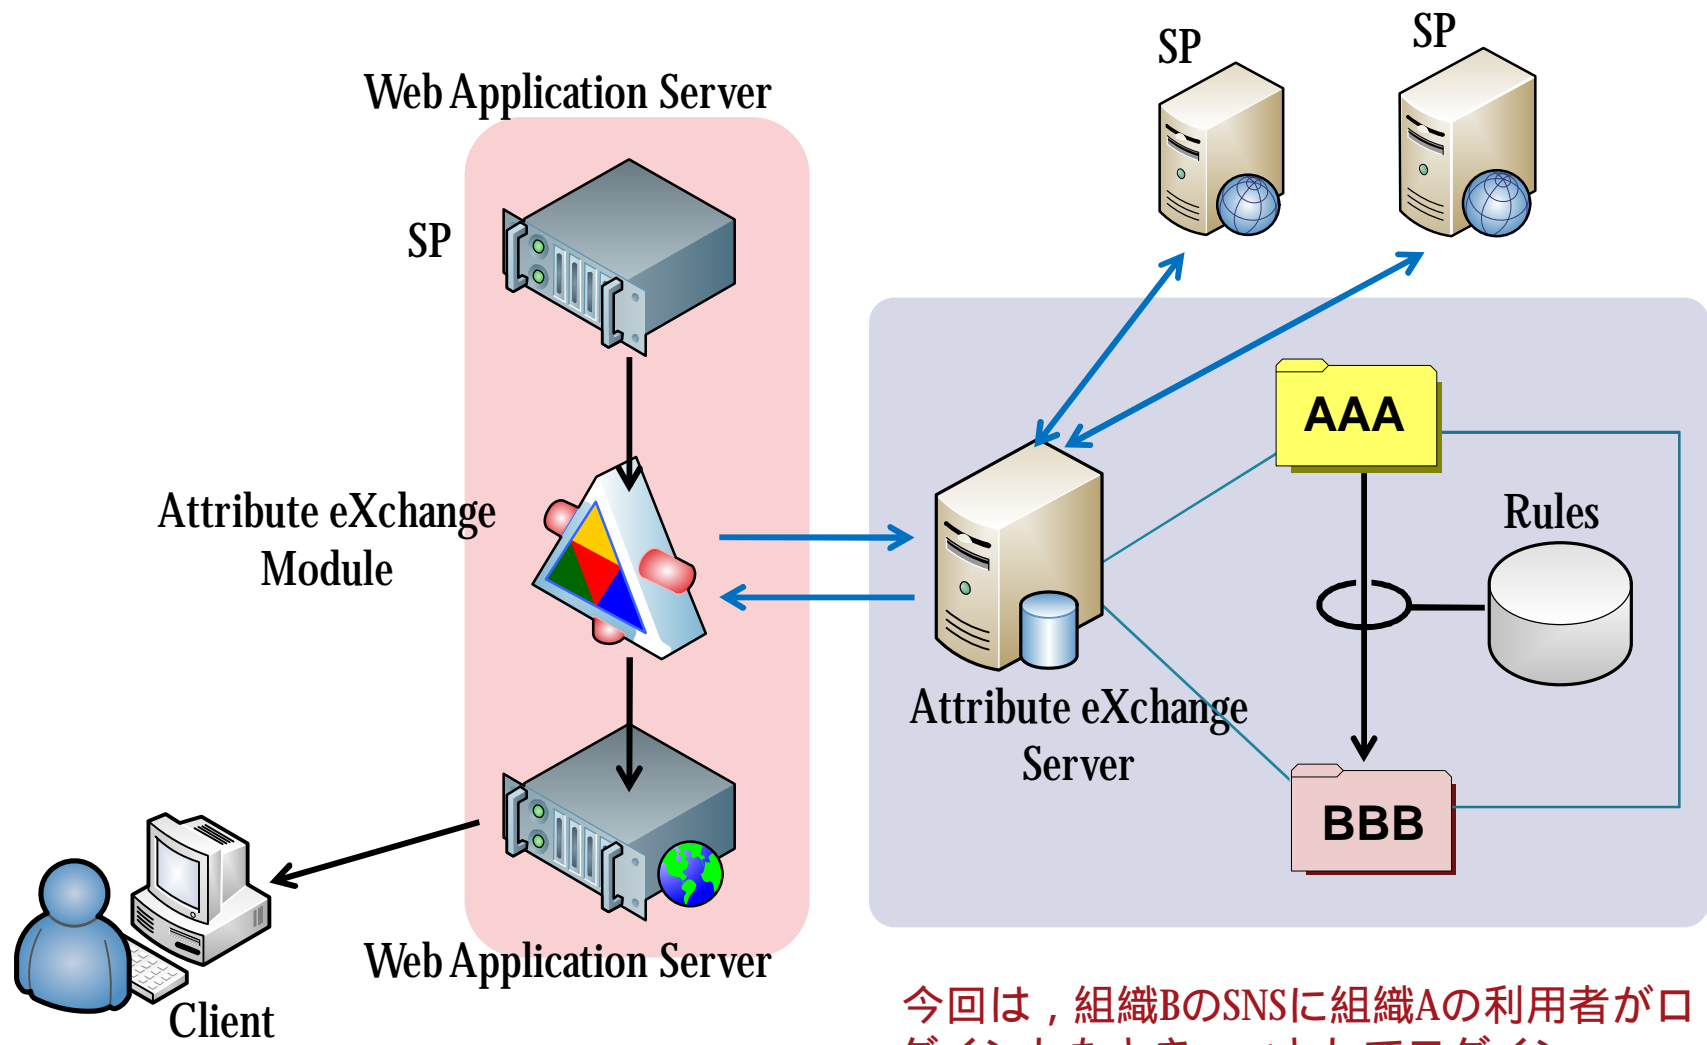 SP
SP
Web Application Server
SP
AAA
Attribute eXchange
Module
Rules
Attribute eXchange
Server
BBB
Web Application Server
Client
今回は，組織BのSNSに組織Aの利用者がロ